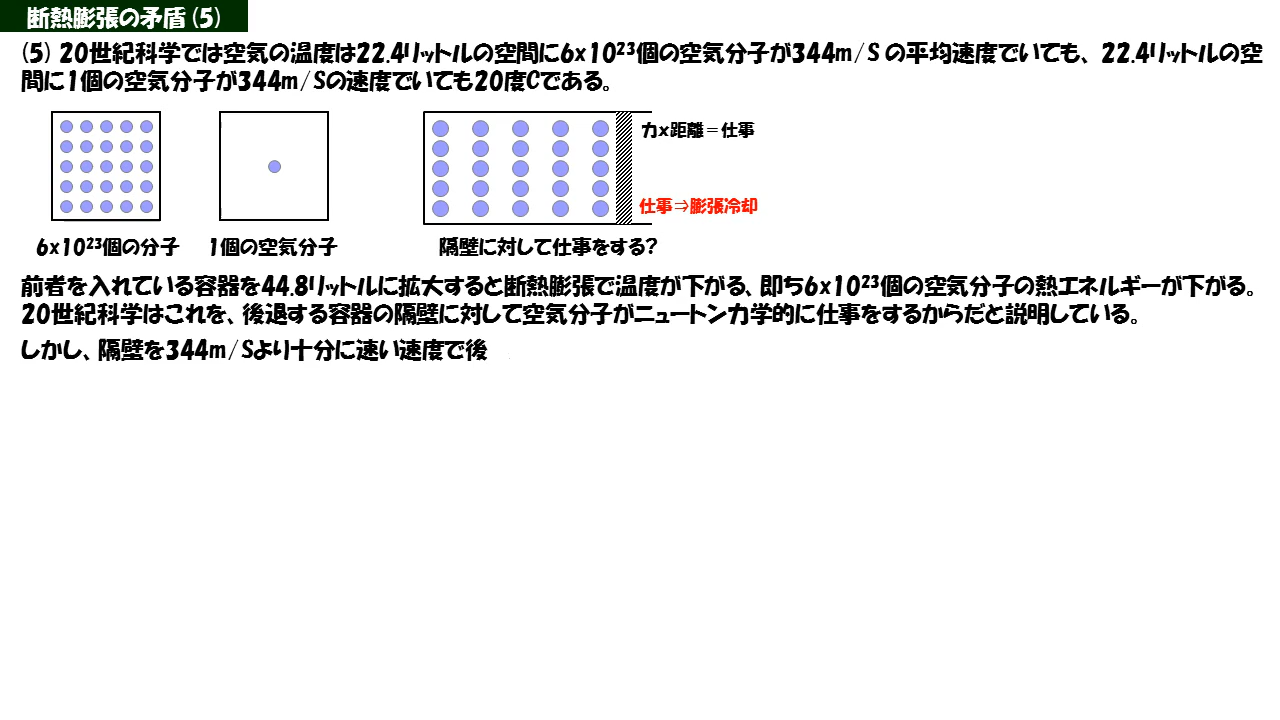 断熱膨張の矛盾(5)
(5) 20世紀科学では空気の温度は22.4リットルの空間に6x10²³個の空気分子が344m/Sの平均速度でいても、22.4リットルの空
間に1個の空気分子が344m/Sの速度でいても20度Cである。
力x距離=仕事
仕事⇒膨張冷却
6x10²³個の分子 1個の空気分子 隔壁に対して仕事をする?
前者を入れている容器を44.8リットルに拡大すると断熱膨張で温度が下がる、即ち6x10²³個の空気分子の熱エネルギーが下がる。
20世紀科学はこれを、後退する容器の隔壁に対して空気分子がニュートン力学的に仕事をするからだと説明している。
しかし、隔壁を344m/Sより十分に速い速度で後